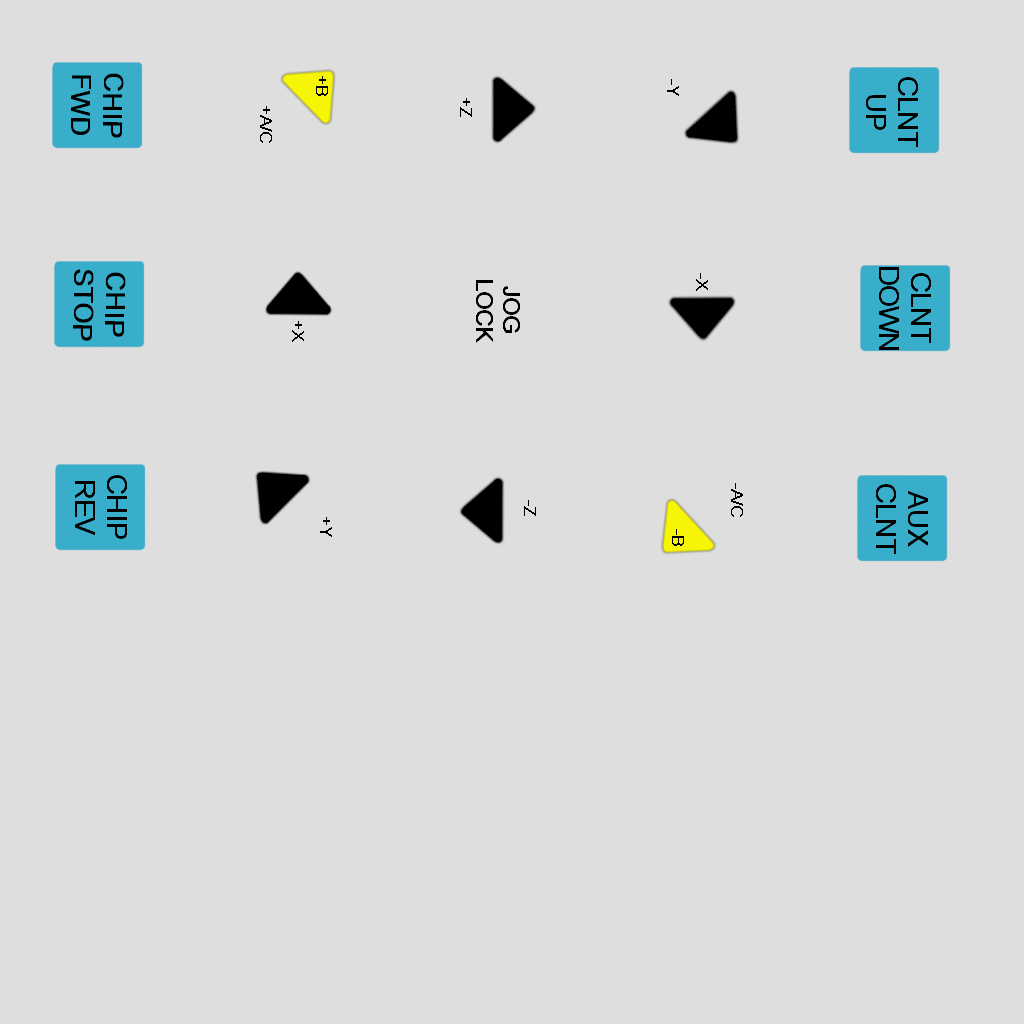 CLNT
UP
CLNT
DOWN
AUX
CLNT
-Y
-X
-A/C
-B
+Z
JOG
LOCK
-Z
+B
+A/C
+X
+Y
CHIP
FWD
CHIP
STOP
CHIP
REV